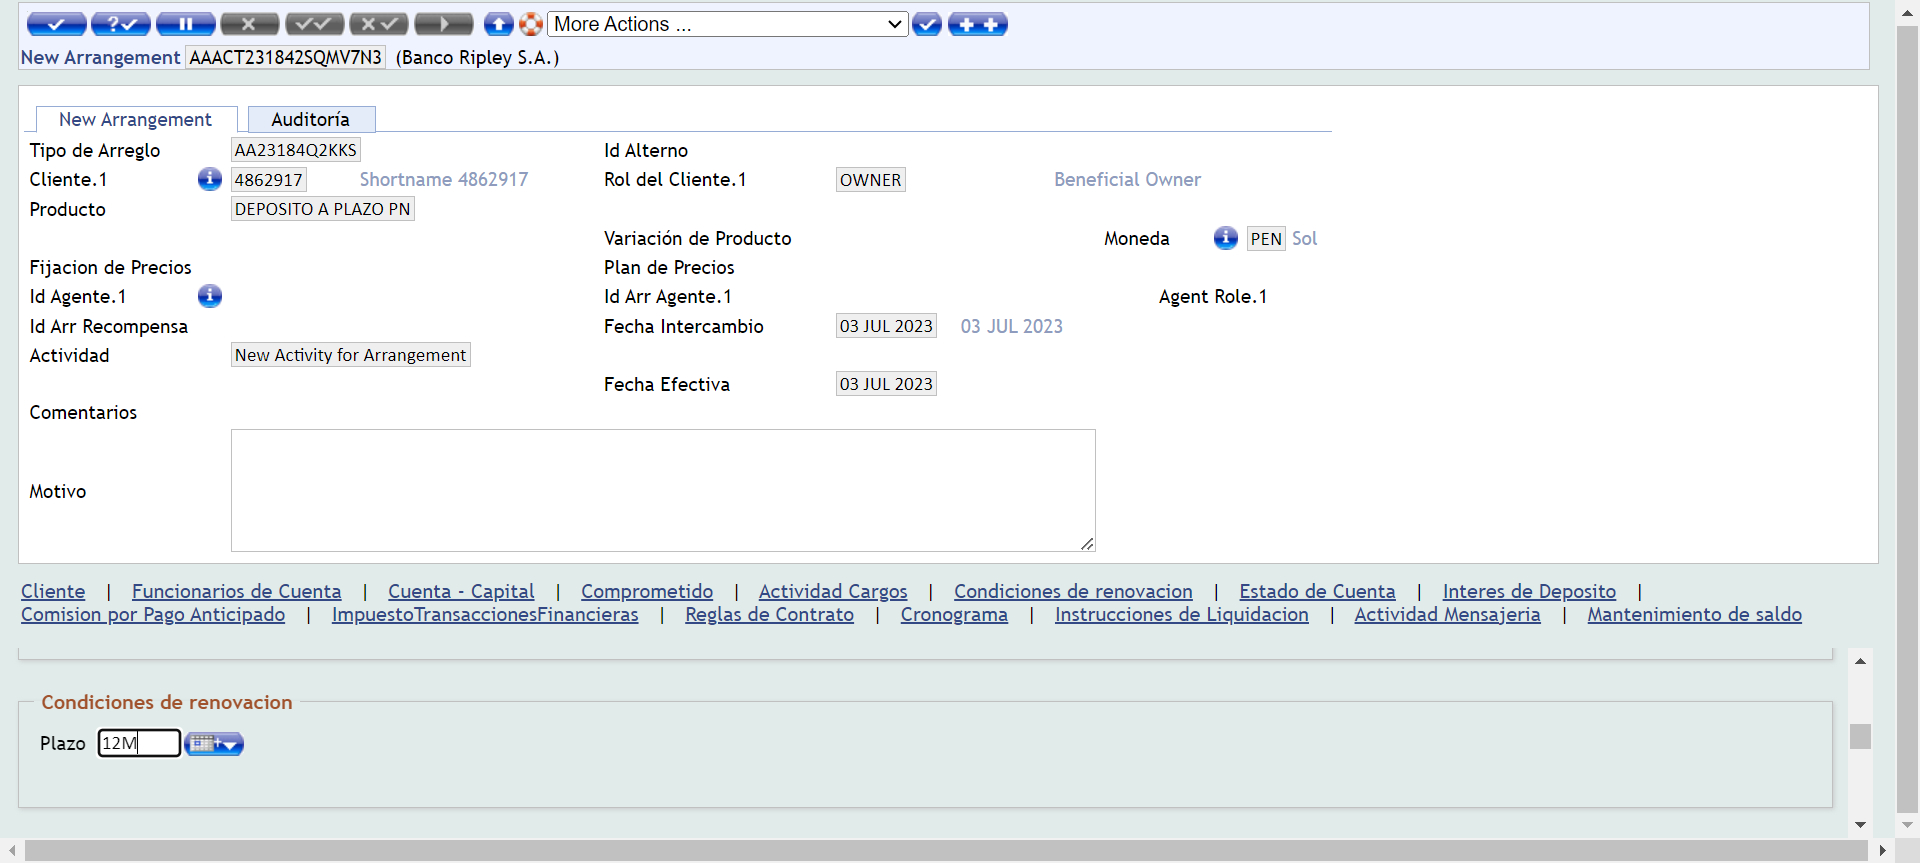 More Actions ...
New Arrangement AAACT231842SQMV7N3 (Banco Ripley S.A.)
New Arrangement Auditoría
Tipo de Arreglo AA23184Q2KKS Id Alterno
Cliente.1 4862917 Shortname 4862917 Rol del Cliente.1 OWNER Beneficial Owner
Producto DEPOSITO A PLAZO PN
Variación de Producto Moneda PEN Sol
Fijacion de Precios Plan de Precios
Id Agente.1 Id Arr Agente.1 Agent Role.1
Id Arr Recompensa Fecha Intercambio 03 JUL 2023 03 JUL 2023
Actividad New Activity for Arrangement
Fecha Efectiva 03 JUL 2023
Comentarios
Motivo
Cliente | Funcionarios de Cuenta | Cuenta - Capital | Comprometido | Actividad Cargos | Condiciones de renovacion | Estado de Cuenta | Interes de Deposito |
Comision por Pago Anticipado | ImpuestoTransaccionesFinancieras | Reglas de Contrato | Cronograma | Instrucciones de Liquidacion | Actividad Mensajeria | Mantenimiento de saldo
Condiciones de renovacion
Plazo 12M